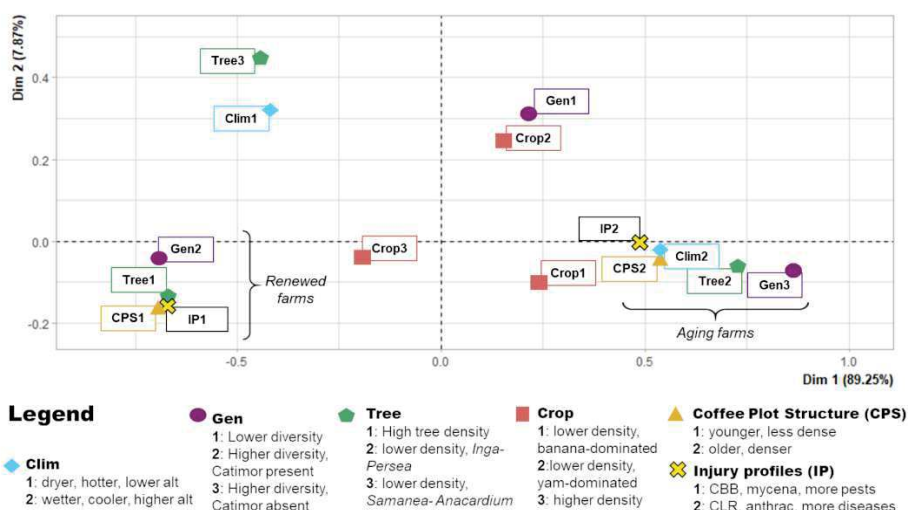 Dim 2 (7.87%)
0.4
0.2
0.0
-0.2
Tree3
Clim1
Gen1
Crop2
IP2
Gen2
Crop3
Clim2
Tree1
Renewed
farms
Crop1
CPS2
Tree2
Gen3
CPS1
IP1
Aging farms
-0.5
0.0
0.5
1.0
Dim 1 (89.25%)
Legend
Clim
1: dryer, hotter, lower alt
2: wetter, cooler, higher alt
Gen
1: Lower diversity
2: Higher diversity,
Catimor present
3: Higher diversity,
Catimor absent
Tree
1: High tree density
2: lower density, Inga-
Persea
3: lower density,
Samanea- Anacardium
Crop
1: lower density,
banana-dominated
2:lower density,
yam-dominated
3: higher density
Coffee Plot Structure (CPS)
1: younger, less dense
2: older, denser
Injury profiles (IP)
1: CBB, mycena, more pests
2: CLR, anthrac, more diseases